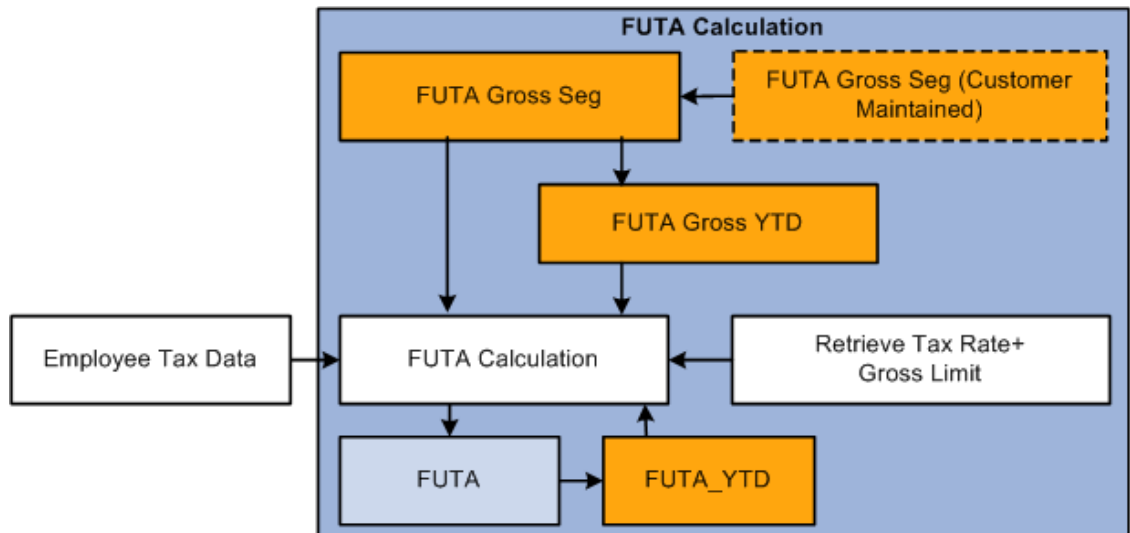 FUTA Calculation
FUTA Gross Seg
FUTA Gross Seg (Customer
Maintained)
FUTA Gross YTD
Employee Tax Data
FUTA Calculation
Retrieve Tax Rate+
Gross Limit
FUTA
FUTA_YTD